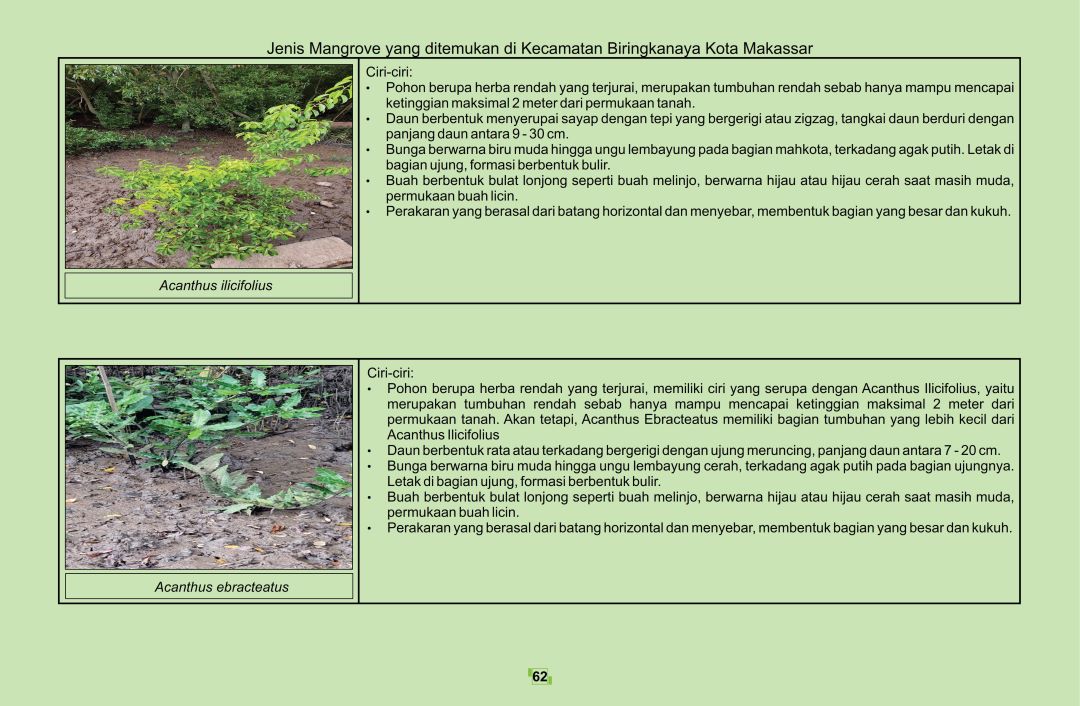 Jenis Mangrove yang ditemukan di Kecamatan Biringkanaya Kota Makassar
Ciri-ciri:
• Pohon berupa herba rendah yang terjurai, merupakan tumbuhan rendah sebab hanya mampu mencapai
ketinggian maksimal 2 meter dari permukaan tanah.
• Daun berbentuk menyerupai sayap dengan tepi yang bergerigi atau zigzag, tangkai daun berduri dengan
panjang daun antara 9 - 30 cm.
• Bunga berwarna biru muda hingga ungu lembayung pada bagian mahkota, terkadang agak putih. Letak di
bagian ujung, formasi berbentuk bulir.
• Buah berbentuk bulat lonjong seperti buah melinjo, berwarna hijau atau hijau cerah saat masih muda,
permukaan buah licin.
• Perakaran yang berasal dari batang horizontal dan menyebar, membentuk bagian yang besar dan kukuh.
Acanthus ilicifolius
Ciri-ciri:
• Pohon berupa herba rendah yang terjurai, memiliki ciri yang serupa dengan Acanthus Ilicifolius, yaitu
merupakan tumbuhan rendah sebab hanya mampu mencapai ketinggian maksimal 2 meter dari
permukaan tanah. Akan tetapi, Acanthus Ebracteatus memiliki bagian tumbuhan yang lebih kecil dari
Acanthus Ilicifolius
• Daun berbentuk rata atau terkadang bergerigi dengan ujung meruncing, panjang daun antara 7 - 20 cm.
• Bunga berwarna biru muda hingga ungu lembayung cerah, terkadang agak putih pada bagian ujungnya.
Letak di bagian ujung, formasi berbentuk bulir.
• Buah berbentuk bulat lonjong seperti buah melinjo, berwarna hijau atau hijau cerah saat masih muda,
permukaan buah licin.
• Perakaran yang berasal dari batang horizontal dan menyebar, membentuk bagian yang besar dan kukuh.
Acanthus ebracteatus
62